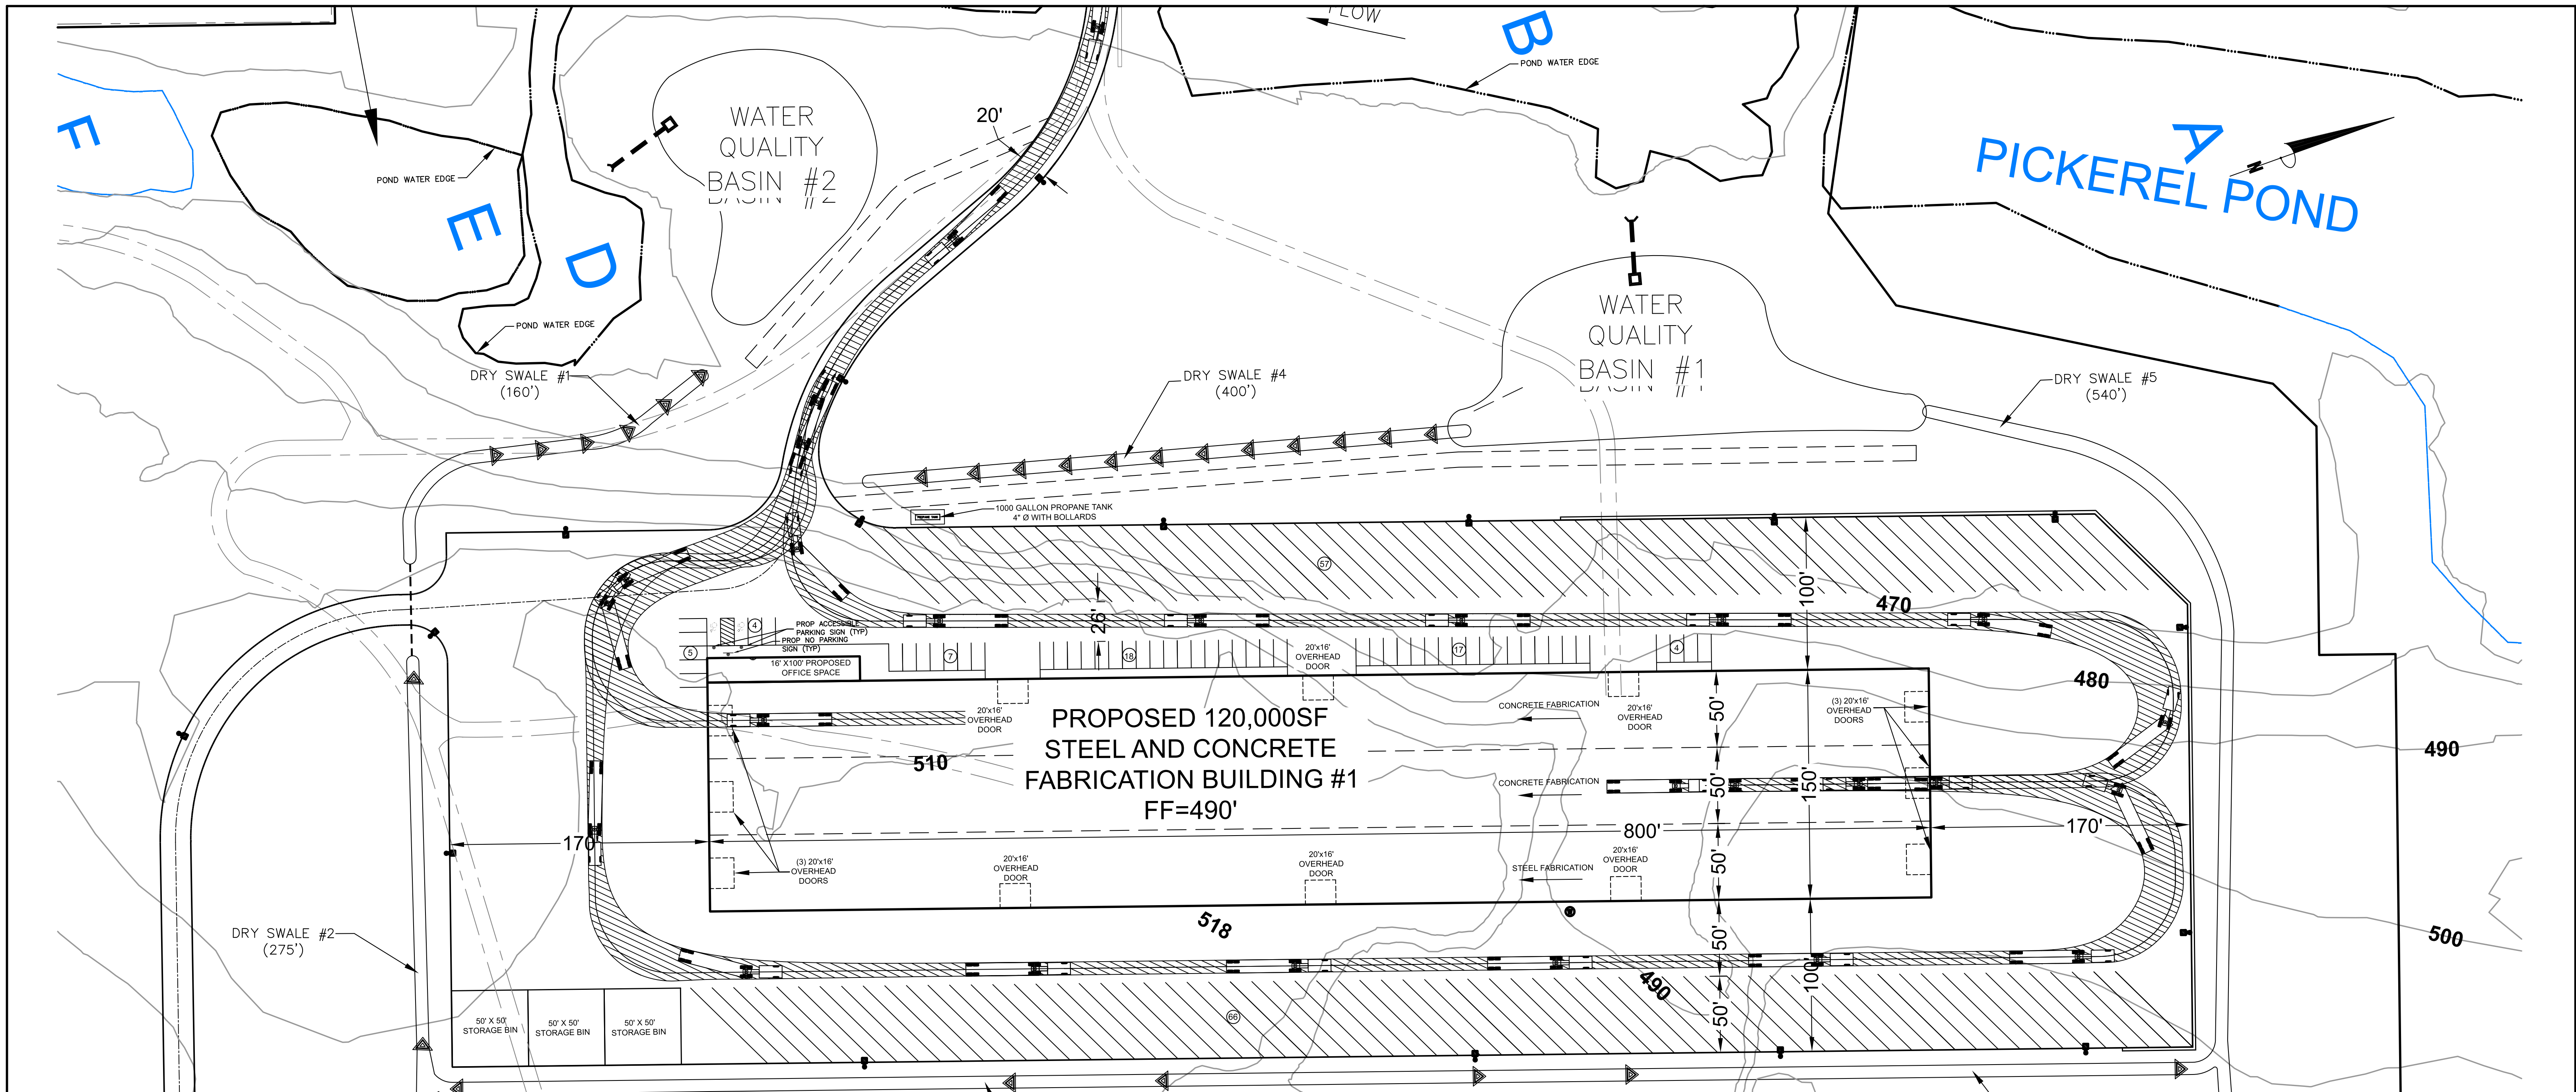 FLOW
B
POND WATER EDGE
F
WATER
QUALITY
BASIN #2
20'
POND WATER EDGE
E
D
POND WATER EDGE
A
N
PICKEREL POND
WATER
QUALITY
BASIN #1
DRY SWALE #1
(160')
DRY SWALE #4
(400')
DRY SWALE #5
(540')
1000 GALLON PROPANE TANK
4" Ø WITH BOLLARDS
57
100'
470
26'
4
PROP ACCESSIBLE
PARKING SIGN (TYP)
PROP NO PARKING
SIGN (TYP)
5
7
18
17
4
16' X100' PROPOSED
OFFICE SPACE
20'x16'
OVERHEAD
DOOR
480
20'x16'
OVERHEAD
DOOR
CONCRETE FABRICATION
50'
20'x16'
OVERHEAD
DOOR
(3) 20'x16'
OVERHEAD
DOORS
PROPOSED 120,000SF
STEEL AND CONCRETE
FABRICATION BUILDING #1
FF=490'
510
490
CONCRETE FABRICATION
50'
150'
170'
800'
170'
(3) 20'x16'
OVERHEAD
DOORS
20'x16'
OVERHEAD
DOOR
20'x16'
OVERHEAD
DOOR
STEEL FABRICATION
20'x16'
OVERHEAD
DOOR
50'
518
500
DRY SWALE #2
(275')
50'
490
100'
50'
50' X 50'
STORAGE BIN
50' X 50'
STORAGE BIN
50' X 50'
STORAGE BIN
66